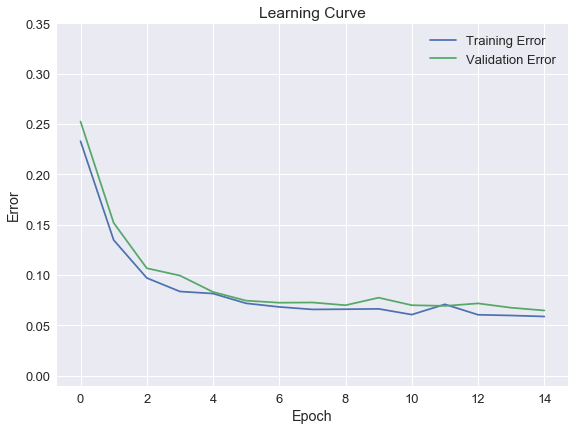 Learning Curve
Training Error
Validation Error
0.35
0.30
0.25
0.20
0.15
0.10
0.05
0.00
Error
0 2 4 6 8 10 12 14
Epoch